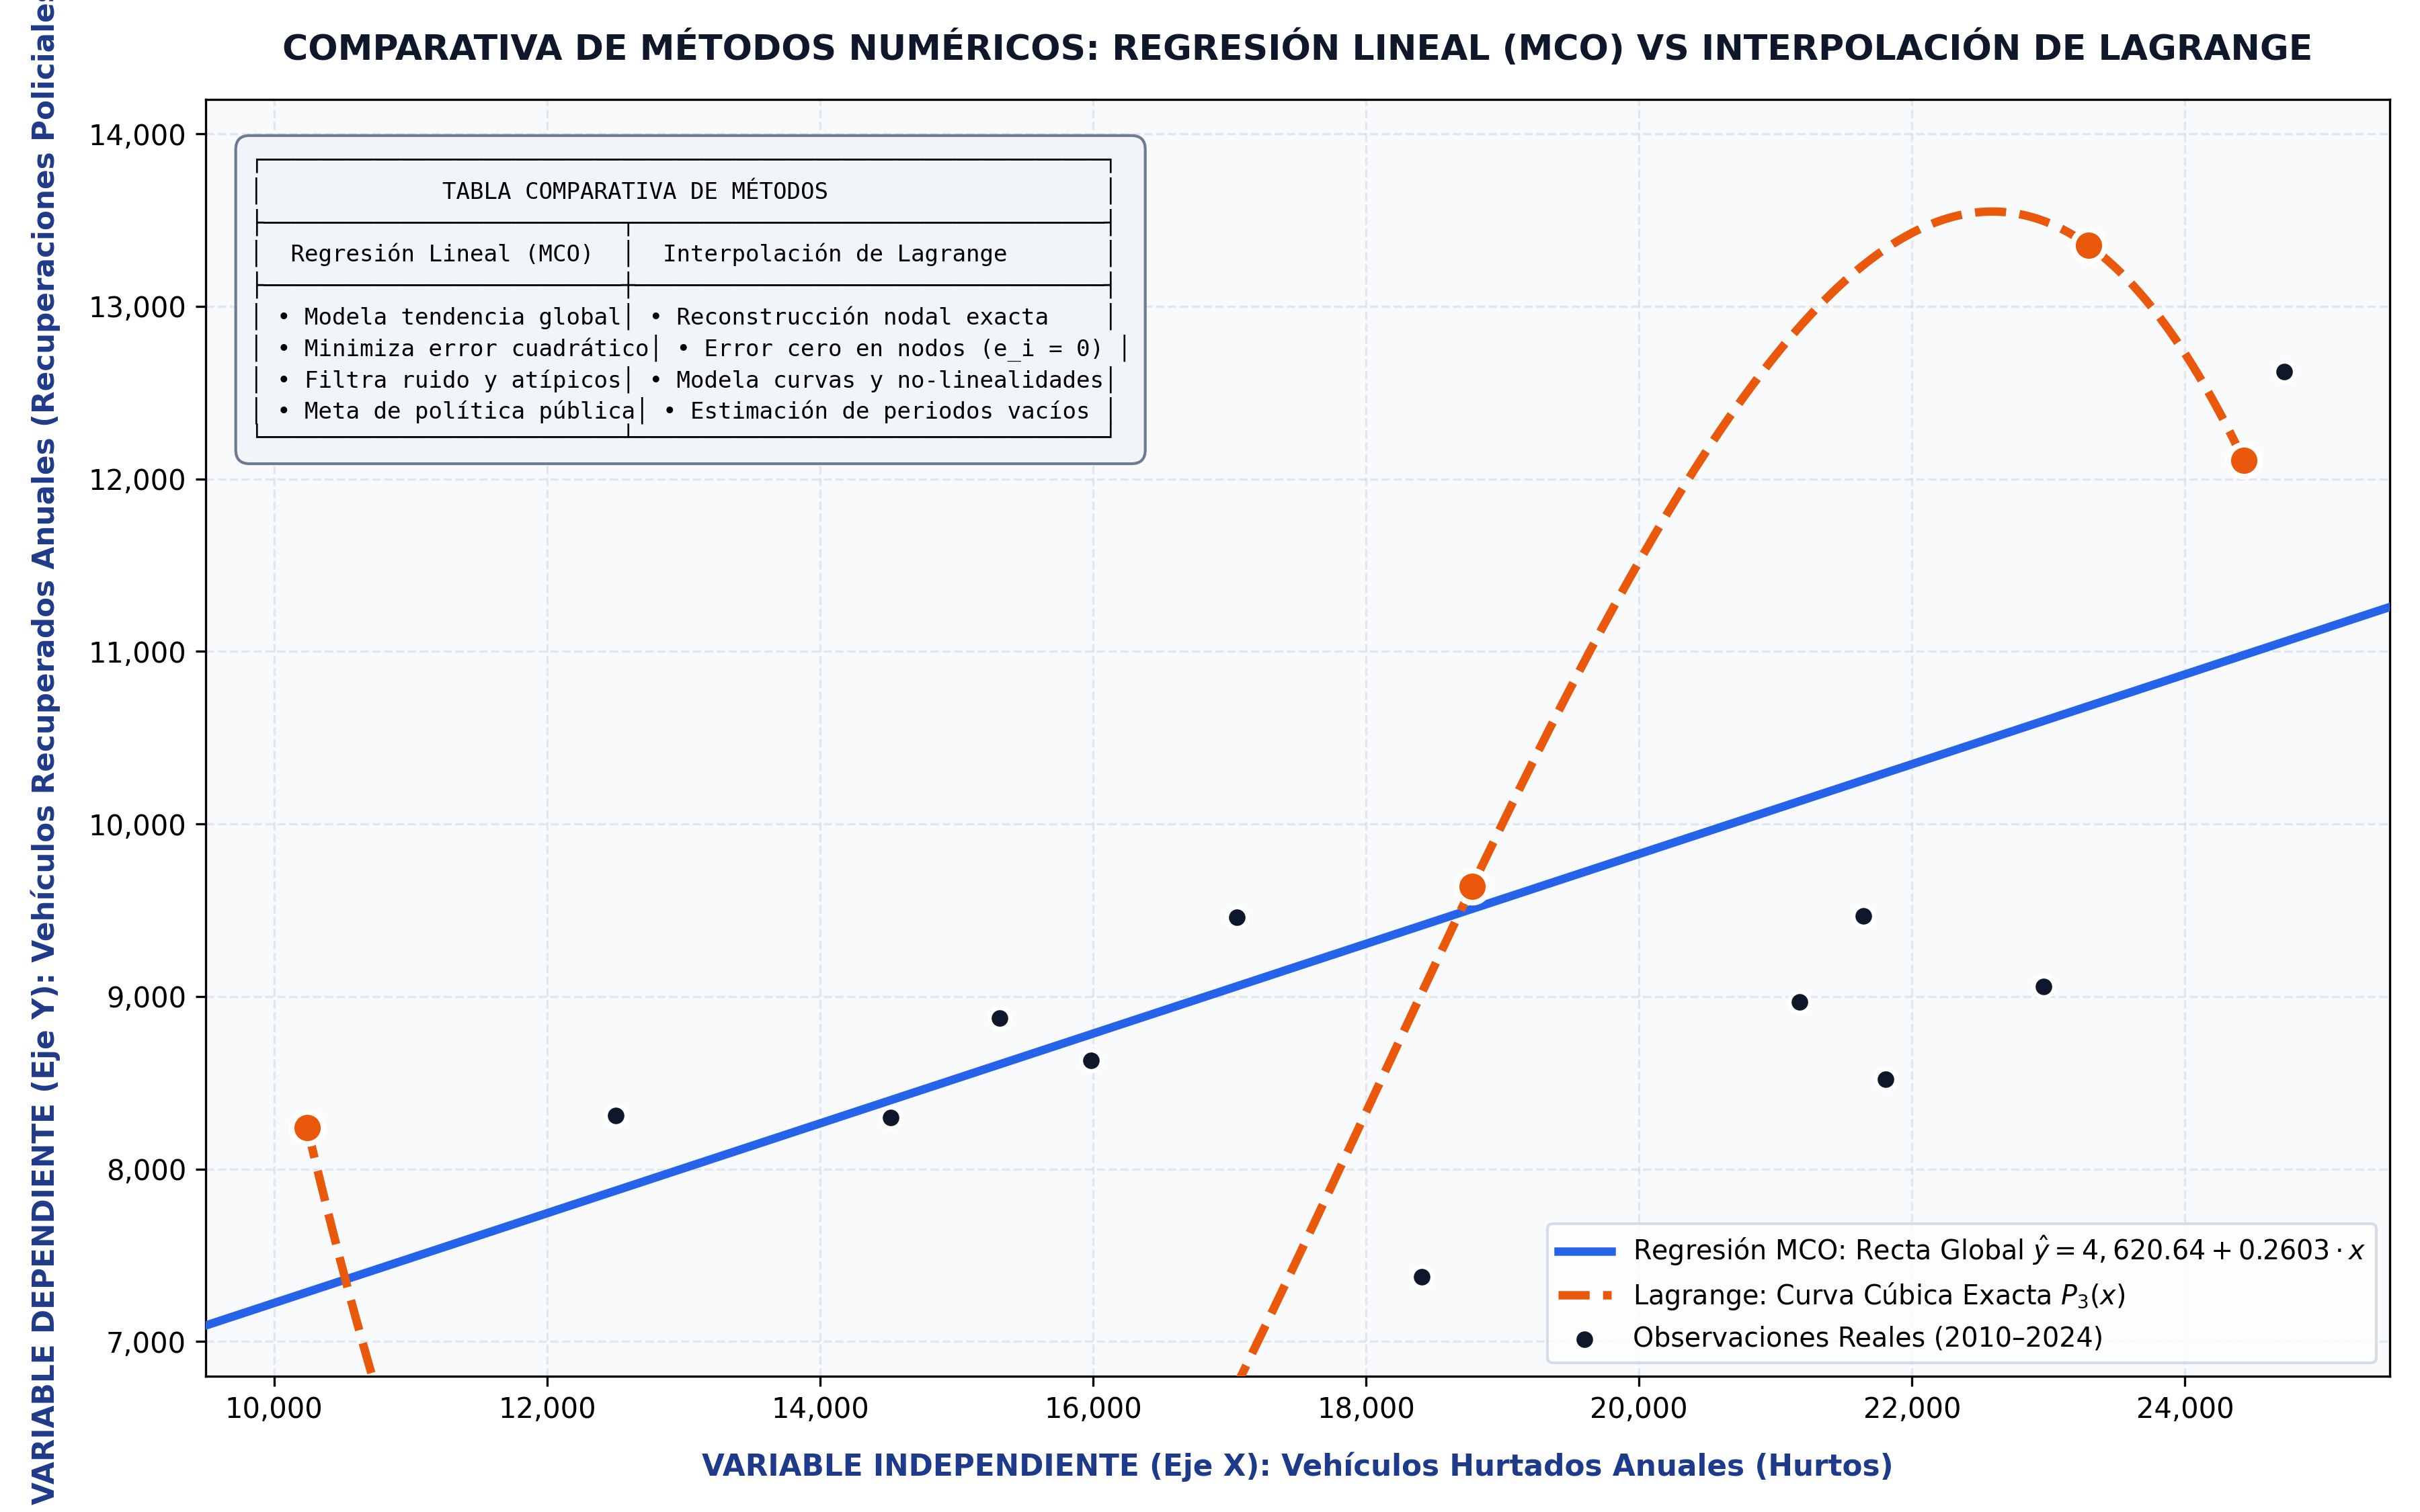 COMPARATIVA DE MÉTODOS NUMÉRICOS: REGRESIÓN LINEAL (MCO) VS INTERPOLACIÓN DE LAGRANGE
VARIABLE DEPENDIENTE (Eje Y): Vehículos Recuperados Anuales (Recuperaciones Policiales
14,000
13,000
12,000
11,000
10,000
9,000
8,000
7,000
TABLA COMPARATIVA DE MÉTODOS
Regresión Lineal (MCO) │ Interpolación de Lagrange
• Modela tendencia global│ • Reconstrucción nodal exacta
• Minimiza error cuadrático│ • Error cero en nodos (e_i = 0) │
• Filtra ruido y atípicos│ • Modela curvas y no-linealidades│
• Meta de política pública│ • Estimación de periodos vacíos │
Regresión MCO: Recta Global ŷ = 4, 620.64 + 0.2603 · x
Lagrange: Curva Cúbica Exacta P₃(x)
Observaciones Reales (2010–2024)
10,000 12,000 14,000 16,000 18,000 20,000 22,000 24,000
VARIABLE INDEPENDIENTE (Eje X): Vehículos Hurtados Anuales (Hurtos)